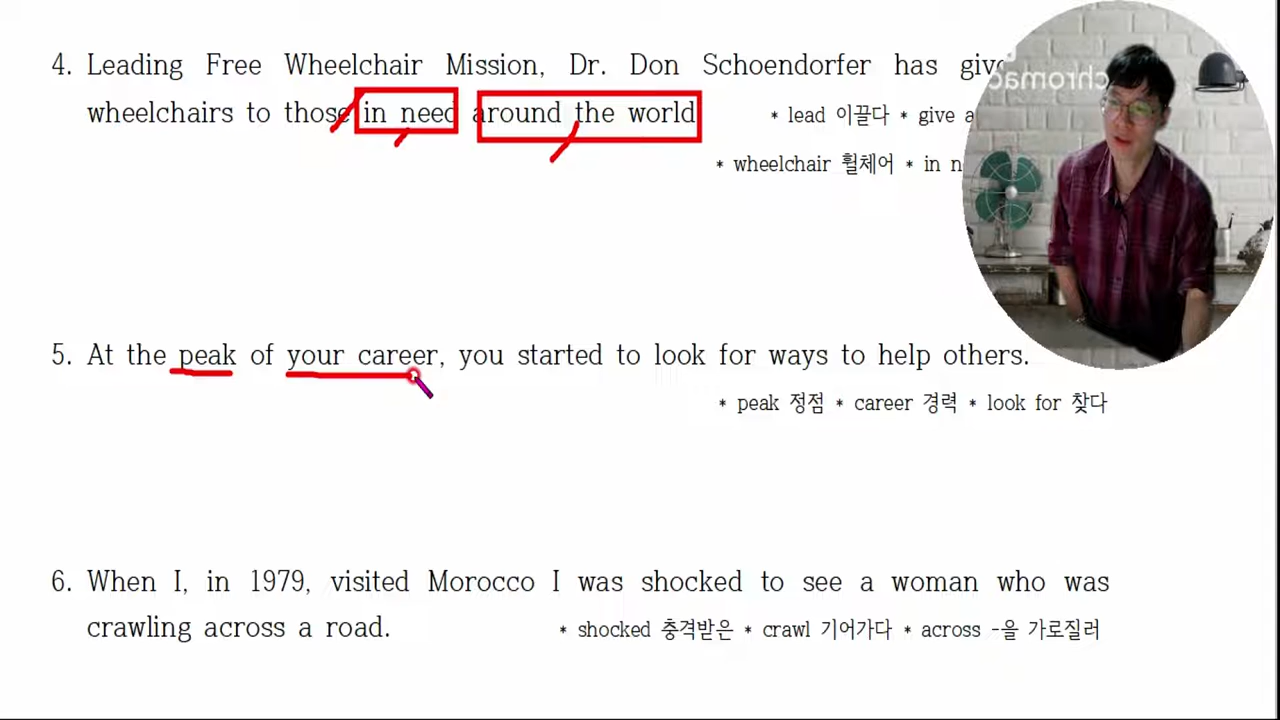 4. Leading Free Wheelchair Mission, Dr. Don Schoendorfer has
wheelchairs to those in need around the world
* lead 이끌다 * give
* wheelchair 휠체어 * in
5. At the peak of your career, you started to look for ways to help others.
* peak 정점 * career 경력 * look for 찾다
6. When I, in 1979, visited Morocco I was shocked to see a woman who was
crawling across a road.
* shocked 충격받은 * crawl 기어가다 * across -을 가로질러